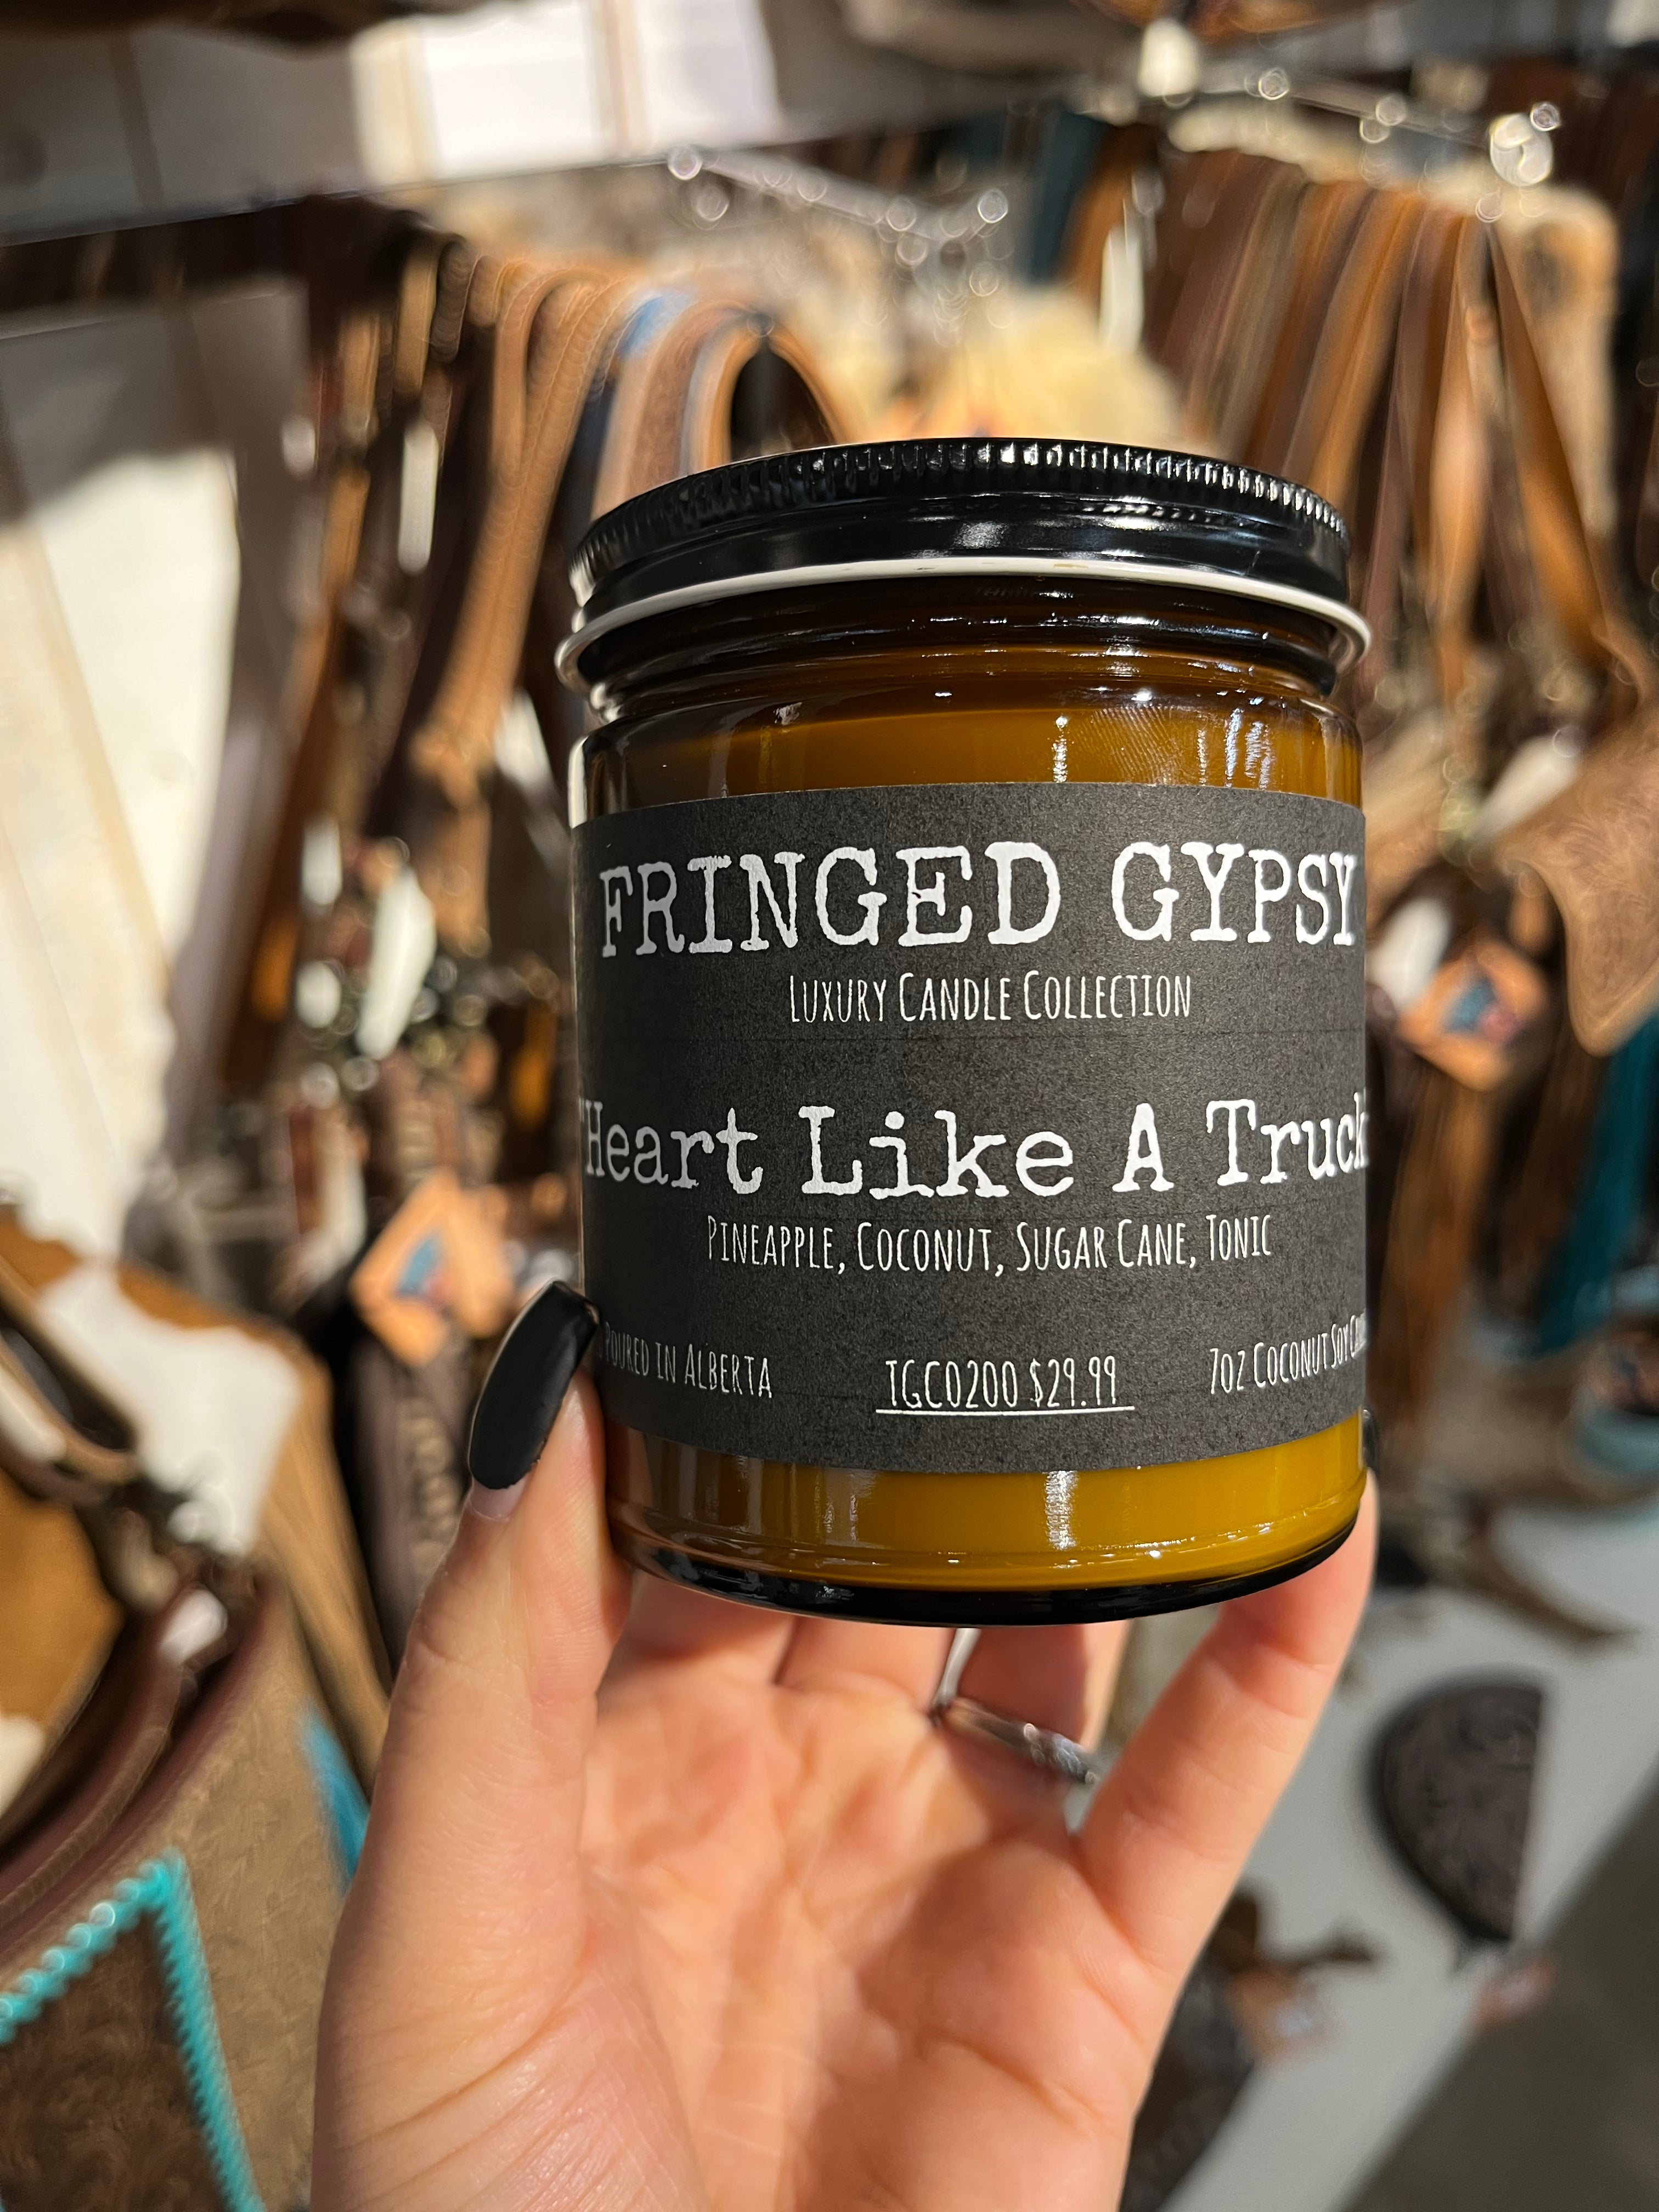 FRINGED GYPSY
LUXURY CANDLE COLLECTION
"Heart Like A Truck"
PINEAPPLE, COCONUT, SUGAR CANE, TONIC
POURED IN ALBERTA
TGC0200 $29.99
7OZ COCONUT SOY